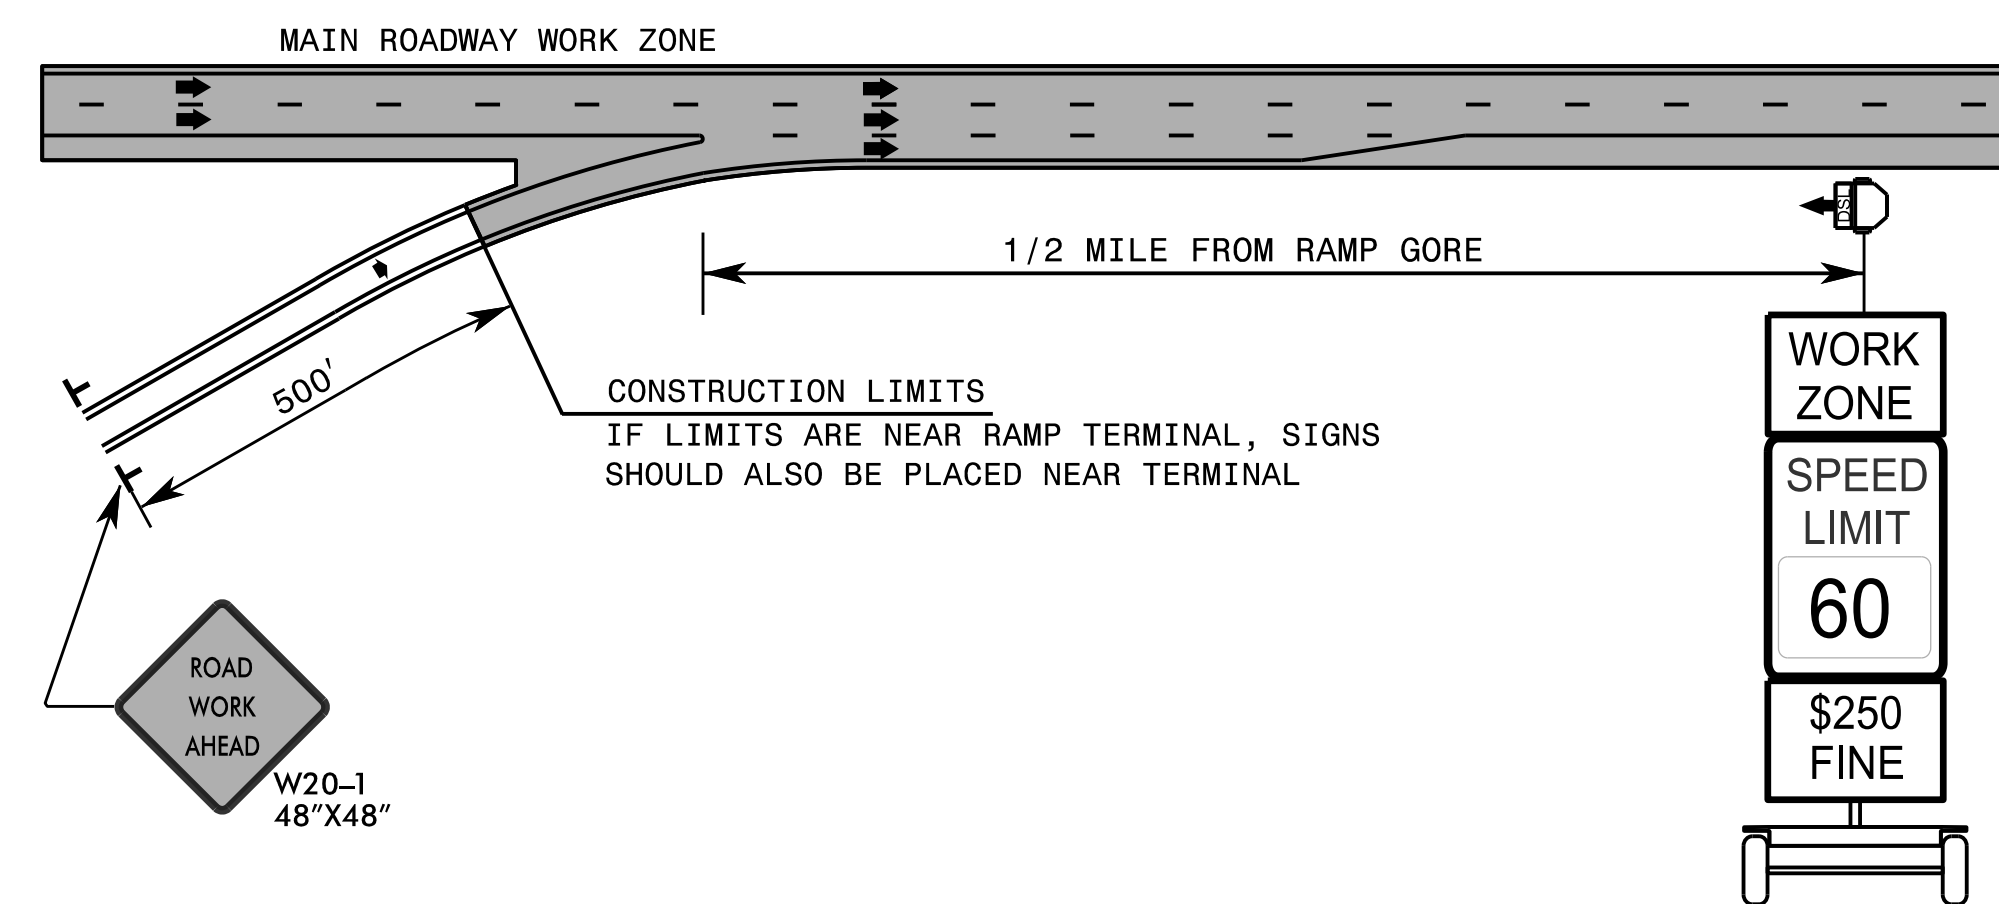 MAIN ROADWAY WORK ZONE
DSL
1/2 MILE FROM RAMP GORE
500'
CONSTRUCTION LIMITS
IF LIMITS ARE NEAR RAMP TERMINAL, SIGNS
SHOULD ALSO BE PLACED NEAR TERMINAL
WORK
ZONE
SPEED
LIMIT
60
$250
FINE
ROAD
WORK
AHEAD
W20–1
48"X48"